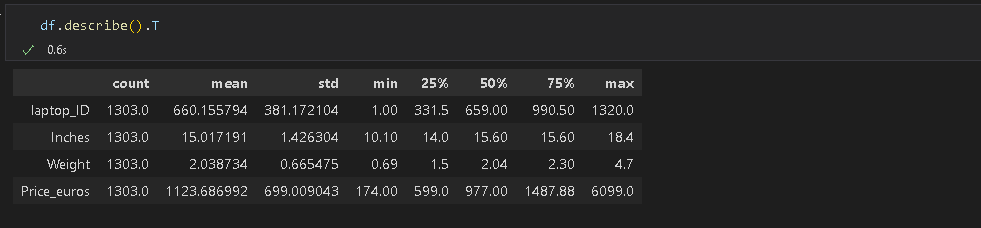 df.describe().T
0.6s
count mean std min 25% 50% 75% max
laptop_ID 1303.0 660.155794 381.172104 1.00 331.5 659.00 990.50 1320.0
Inches 1303.0 15.017191 1.426304 10.10 14.0 15.60 15.60 18.4
Weight 1303.0 2.038734 0.665475 0.69 1.5 2.04 2.30 4.7
Price_euros 1303.0 1123.686992 699.009043 174.00 599.0 977.00 1487.88 6099.0